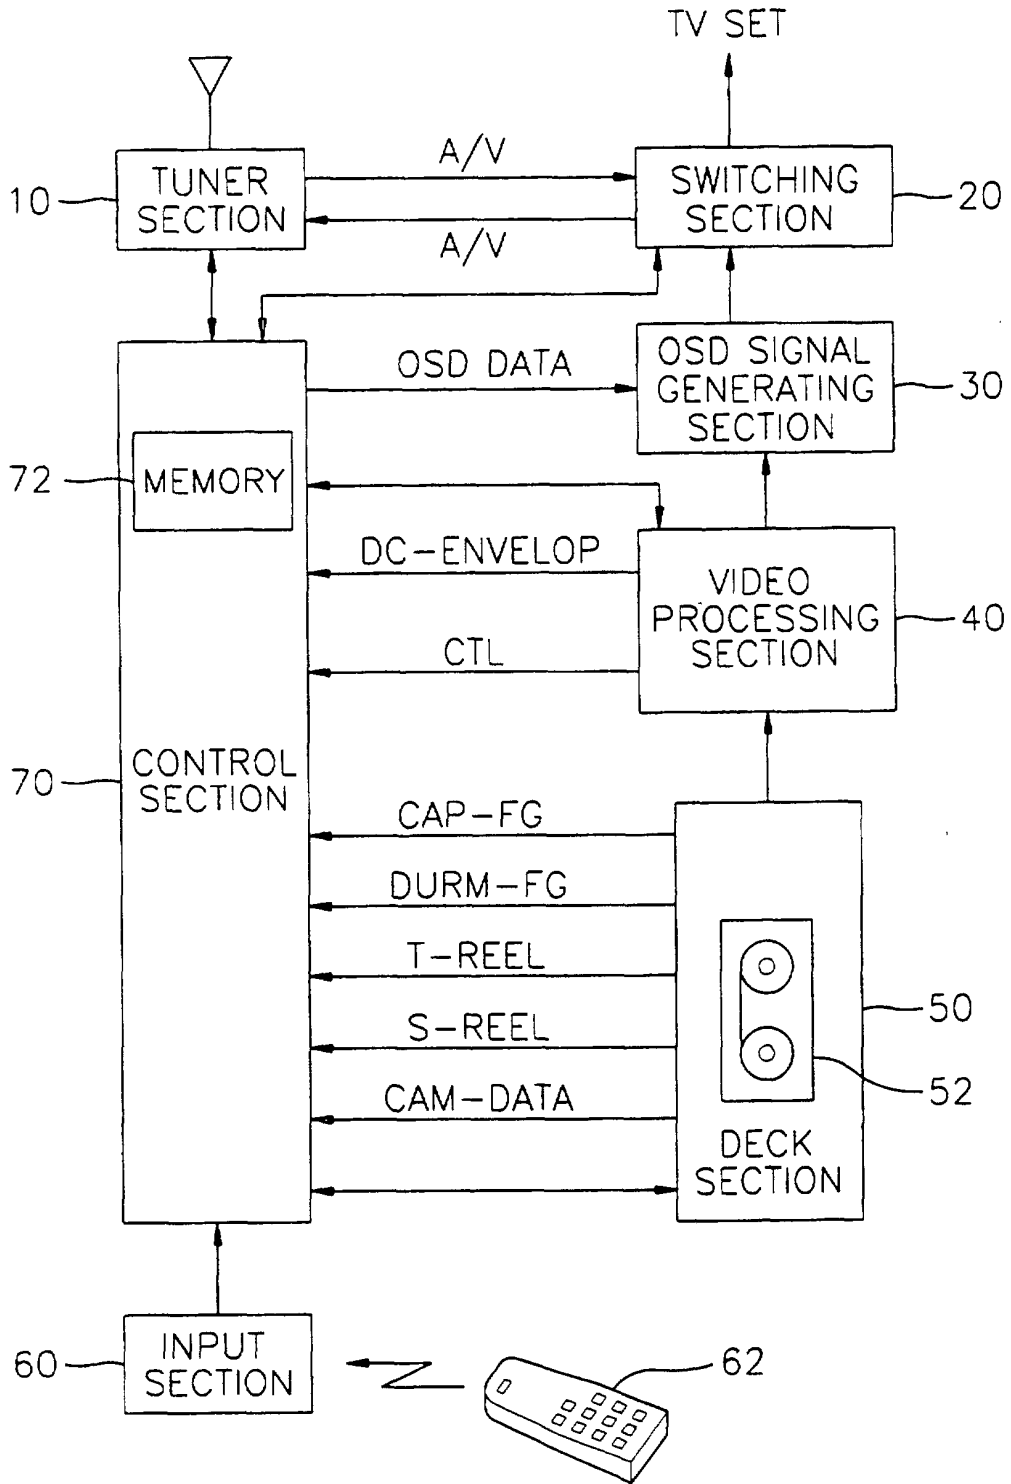 TV SET
A/V
10
TUNER
SECTION
SWITCHING
SECTION
20
A/V
OSD DATA
OSD SIGNAL
GENERATING
SECTION
30
72
MEMORY
DC-ENVELOP
VIDEO
PROCESSING
SECTION
40
CTL
70
CONTROL
SECTION
CAP-FG
DURM-FG
T-REEL
S-REEL
CAM-DATA
50
52
DECK
SECTION
60
INPUT
SECTION
62